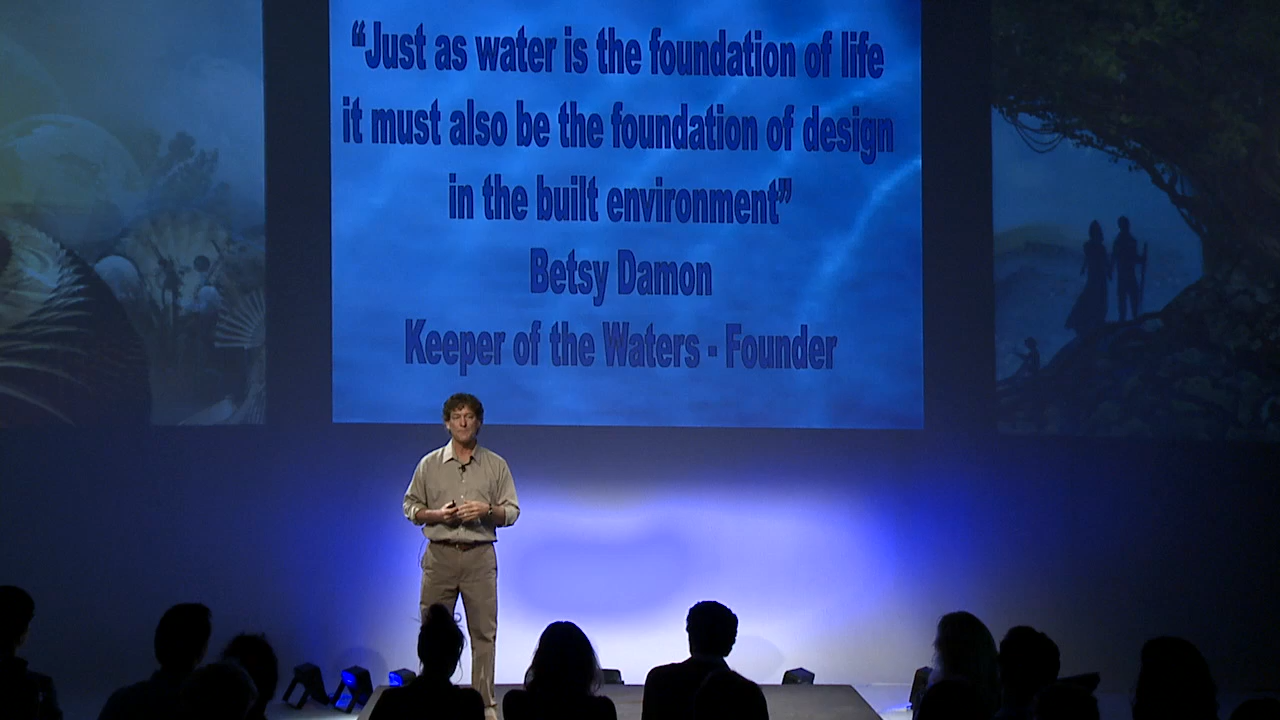 “Just as water is the foundation of life
it must also be the foundation of design
in the built environment”
Betsy Damon
Keeper of the Waters - Founder